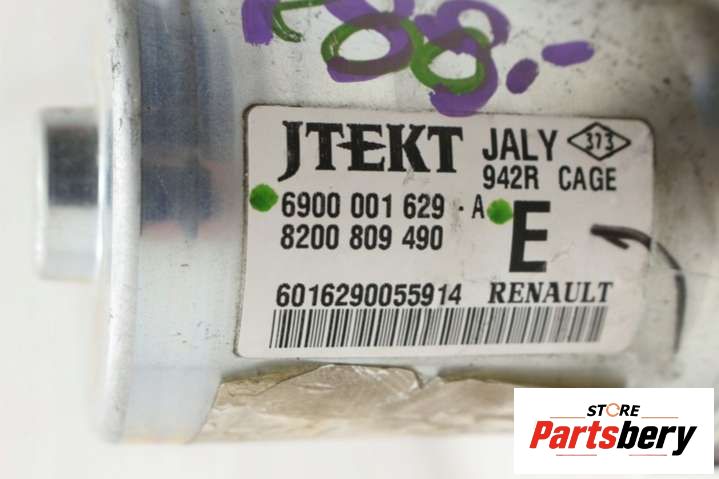 88.-
JTEKT JALY 373
942R CAGE
6900 001 629 · A
8200 809 490 E
6016290055914 RENAULT
STORE
Partsbery